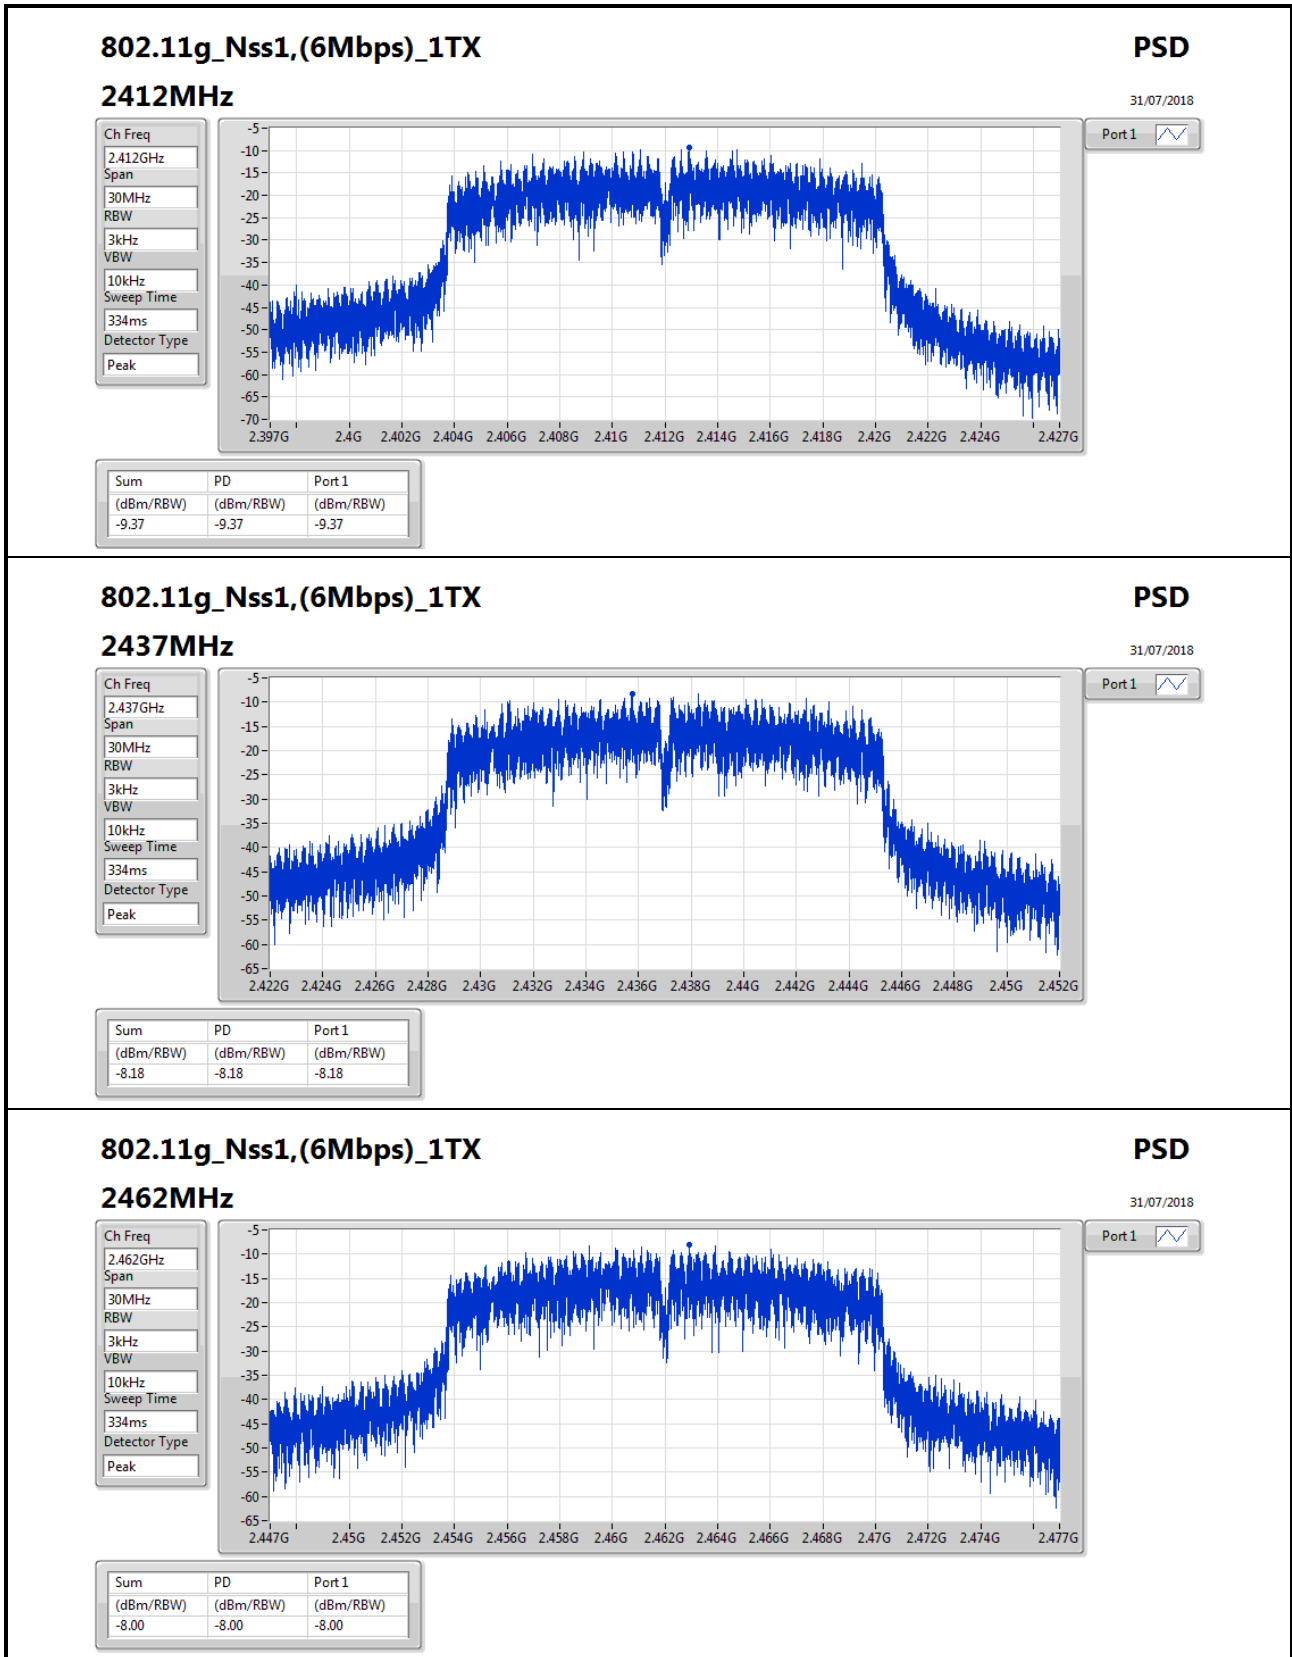 802.11g_Nss1,(6Mbps)_1TX PSD
2412MHz 31/07/2018
Ch Freq
2.412GHz
Span
30MHz
RBW
3kHz
VBW
10kHz
Sweep Time
334ms
Detector Type
Peak
-5
-10
-15
-20
-25
-30
-35
-40
-45
-50
-55
-60
-65
-70
2.397G 2.4G 2.402G 2.404G 2.406G 2.408G 2.41G 2.412G 2.414G 2.416G 2.418G 2.42G 2.422G 2.424G 2.427G
Port 1
Sum PD Port 1
(dBm/RBW) (dBm/RBW) (dBm/RBW)
-9.37 -9.37 -9.37
802.11g_Nss1,(6Mbps)_1TX PSD
2437MHz 31/07/2018
Ch Freq
2.437GHz
Span
30MHz
RBW
3kHz
VBW
10kHz
Sweep Time
334ms
Detector Type
Peak
-5
-10
-15
-20
-25
-30
-35
-40
-45
-50
-55
-60
-65
2.422G 2.424G 2.426G 2.428G 2.43G 2.432G 2.434G 2.436G 2.438G 2.44G 2.442G 2.444G 2.446G 2.448G 2.45G 2.452G
Port 1
Sum PD Port 1
(dBm/RBW) (dBm/RBW) (dBm/RBW)
-8.18 -8.18 -8.18
802.11g_Nss1,(6Mbps)_1TX PSD
2462MHz 31/07/2018
Ch Freq
2.462GHz
Span
30MHz
RBW
3kHz
VBW
10kHz
Sweep Time
334ms
Detector Type
Peak
-5
-10
-15
-20
-25
-30
-35
-40
-45
-50
-55
-60
-65
2.447G 2.45G 2.452G 2.454G 2.456G 2.458G 2.46G 2.462G 2.464G 2.466G 2.468G 2.47G 2.472G 2.474G 2.477G
Port 1
Sum PD Port 1
(dBm/RBW) (dBm/RBW) (dBm/RBW)
-8.00 -8.00 -8.00